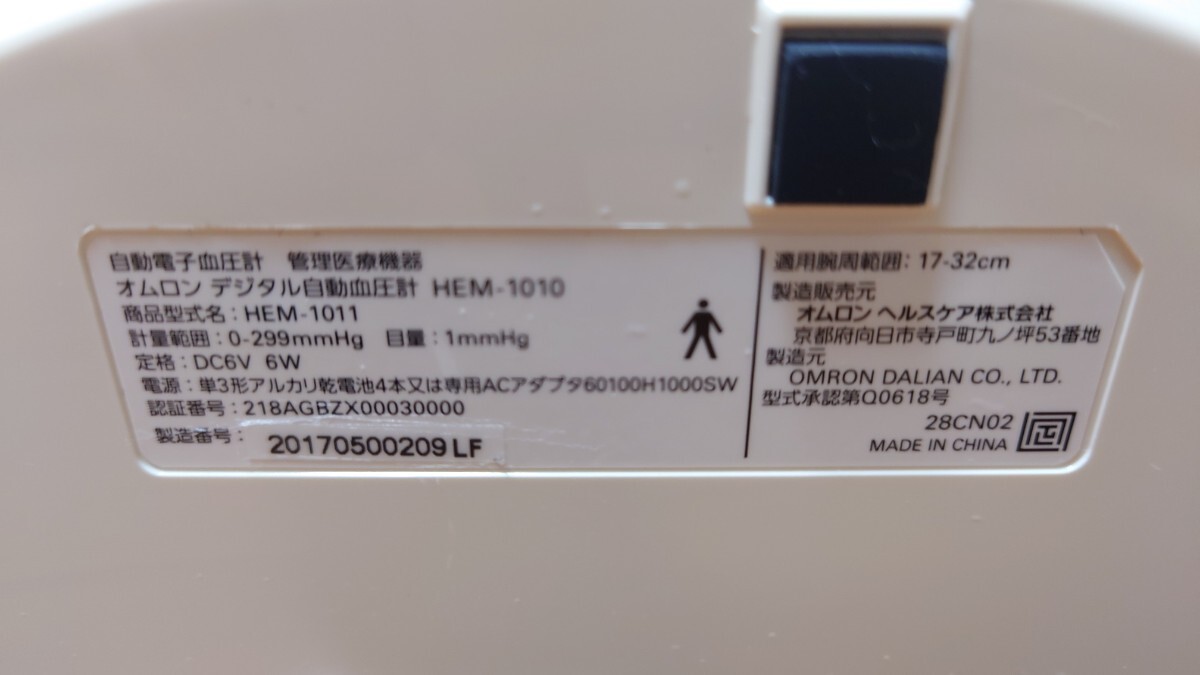 自動電子血圧計 管理医療機器
オムロン デジタル自動血圧計 HEM-1010
商品型式名：HEM-1011
計量範囲：0-299mmHg 目量：1mmHg
定格：DC6V 6W
電源：単3形アルカリ乾電池4本又は専用ACアダプタ60100H1000SW
認証番号：218AGBZX00030000
製造番号：20170500209LF
適用腕周範囲：17-32cm
製造販売元
オムロン ヘルスケア株式会社
京都府向日市寺戸町九ノ坪53番地
製造元
OMRON DALIAN CO., LTD.
型式承認第Q0618号
28CN02
MADE IN CHINA
正